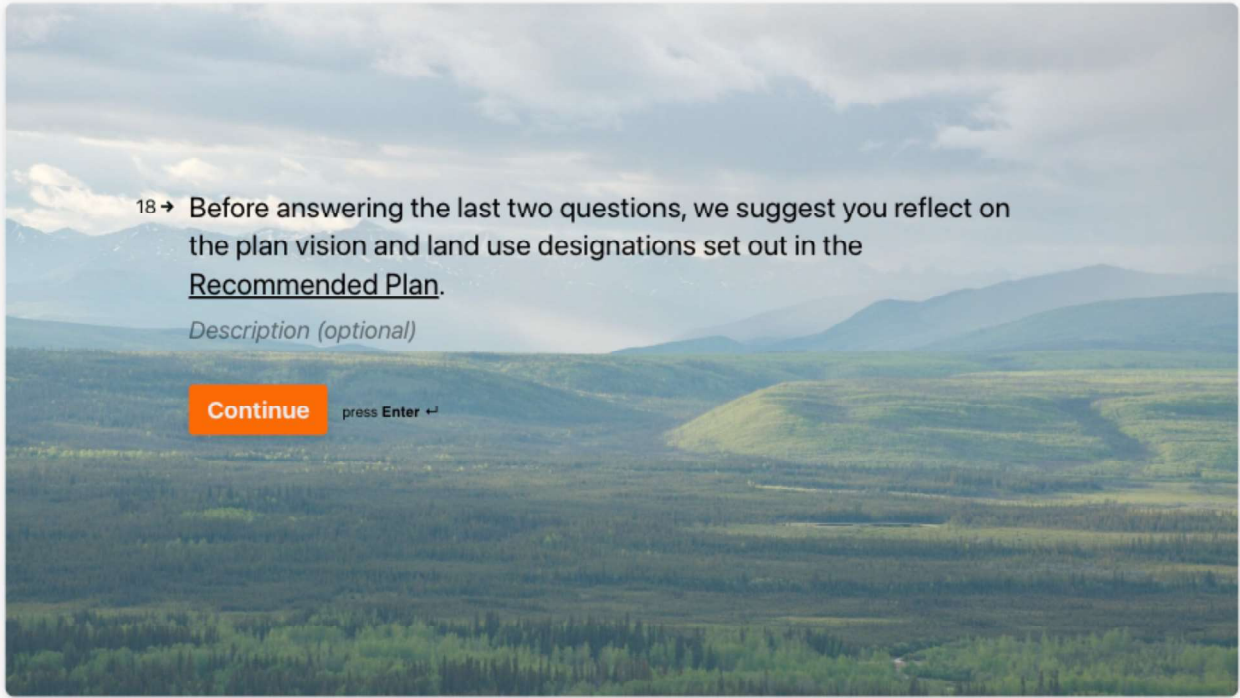 18→ Before answering the last two questions, we suggest you reflect on
the plan vision and land use designations set out in the
Recommended Plan.
Description (optional)
Continue press Enter ↵